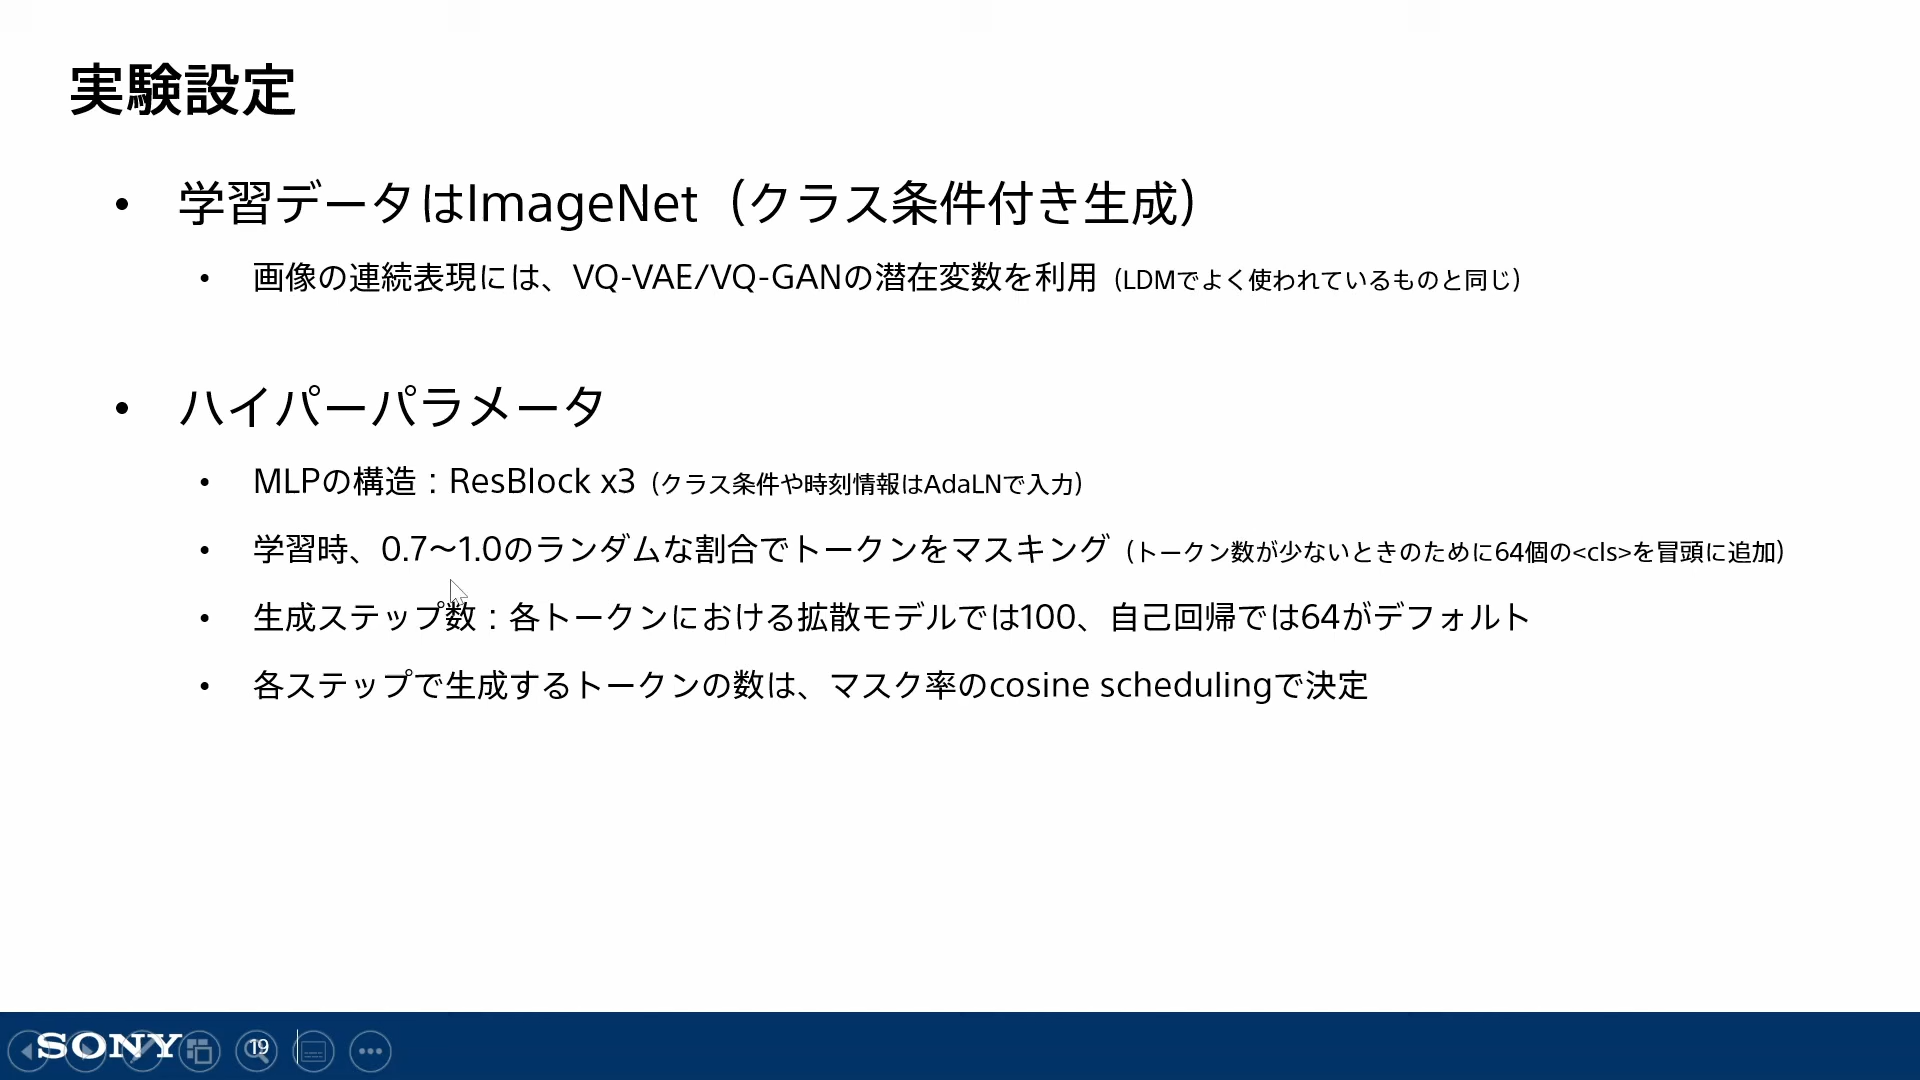 実験設定
• 学習データはImageNet（クラス条件付き生成）
• 画像の連続表現には、VQ-VAE/VQ-GANの潜在変数を利用（LDMでよく使われているものと同じ）
• ハイパーパラメータ
• MLPの構造：ResBlock x3（クラス条件や時刻情報はAdaLNで入力）
• 学習時、0.7～1.0のランダムな割合でトークンをマスキング（トークン数が少ないときのために64個の<cls>を冒頭に追加）
• 生成ステップ数：各トークンにおける拡散モデルでは100、自己回帰では64がデフォルト
• 各ステップで生成するトークンの数は、マスク率のcosine schedulingで決定
SONY 19